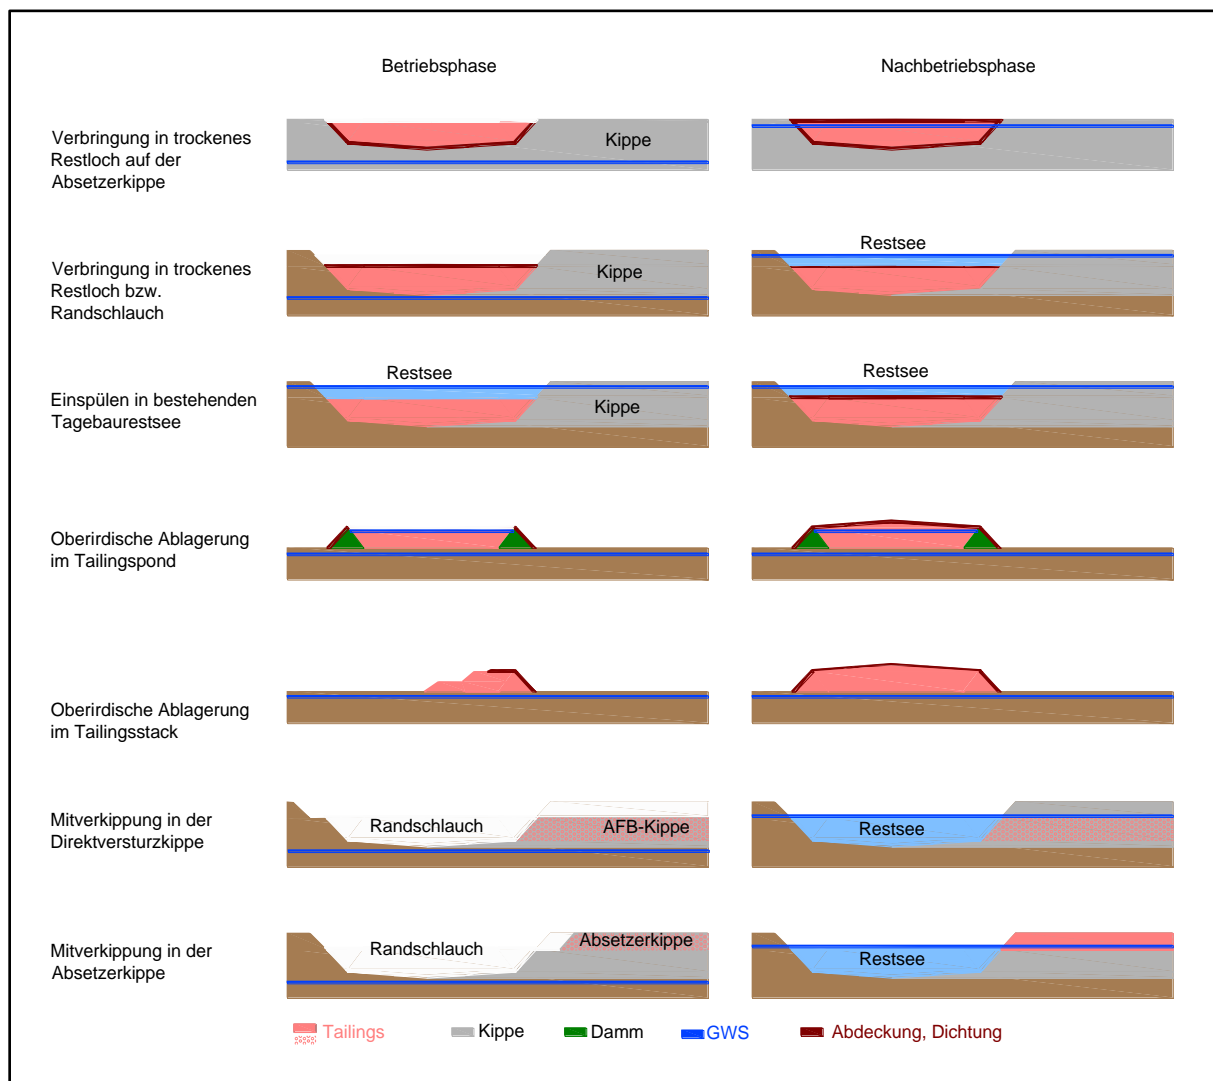 Betriebsphase
Nachbetriebsphase
Verbringung in trockenes
Restloch auf der
Absetzerkippe
Kippe
Verbringung in trockenes
Restloch bzw.
Randschlauch
Kippe
Restsee
Einspülen in bestehenden
Tagebaurestsee
Restsee
Kippe
Restsee
Oberirdische Ablagerung
im Tailingspond
Oberirdische Ablagerung
im Tailingsstack
Mitverkippung in der
Direktversturzkippe
Randschlauch
AFB-Kippe
Restsee
Mitverkippung in der
Absetzerkippe
Randschlauch
Absetzerkippe
Restsee
Tailings
Kippe
Damm
GWS
Abdeckung, Dichtung